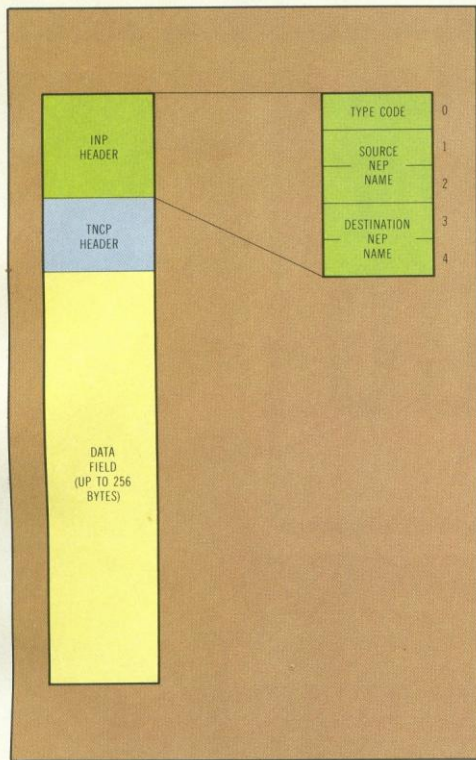 INP
HEADER
TNCP
HEADER
DATA
FIELD
(UP TO 256
BYTES)
TYPE CODE
0
SOURCE
1
NEP
NAME
2
DESTINATION
3
NEP
NAME
4